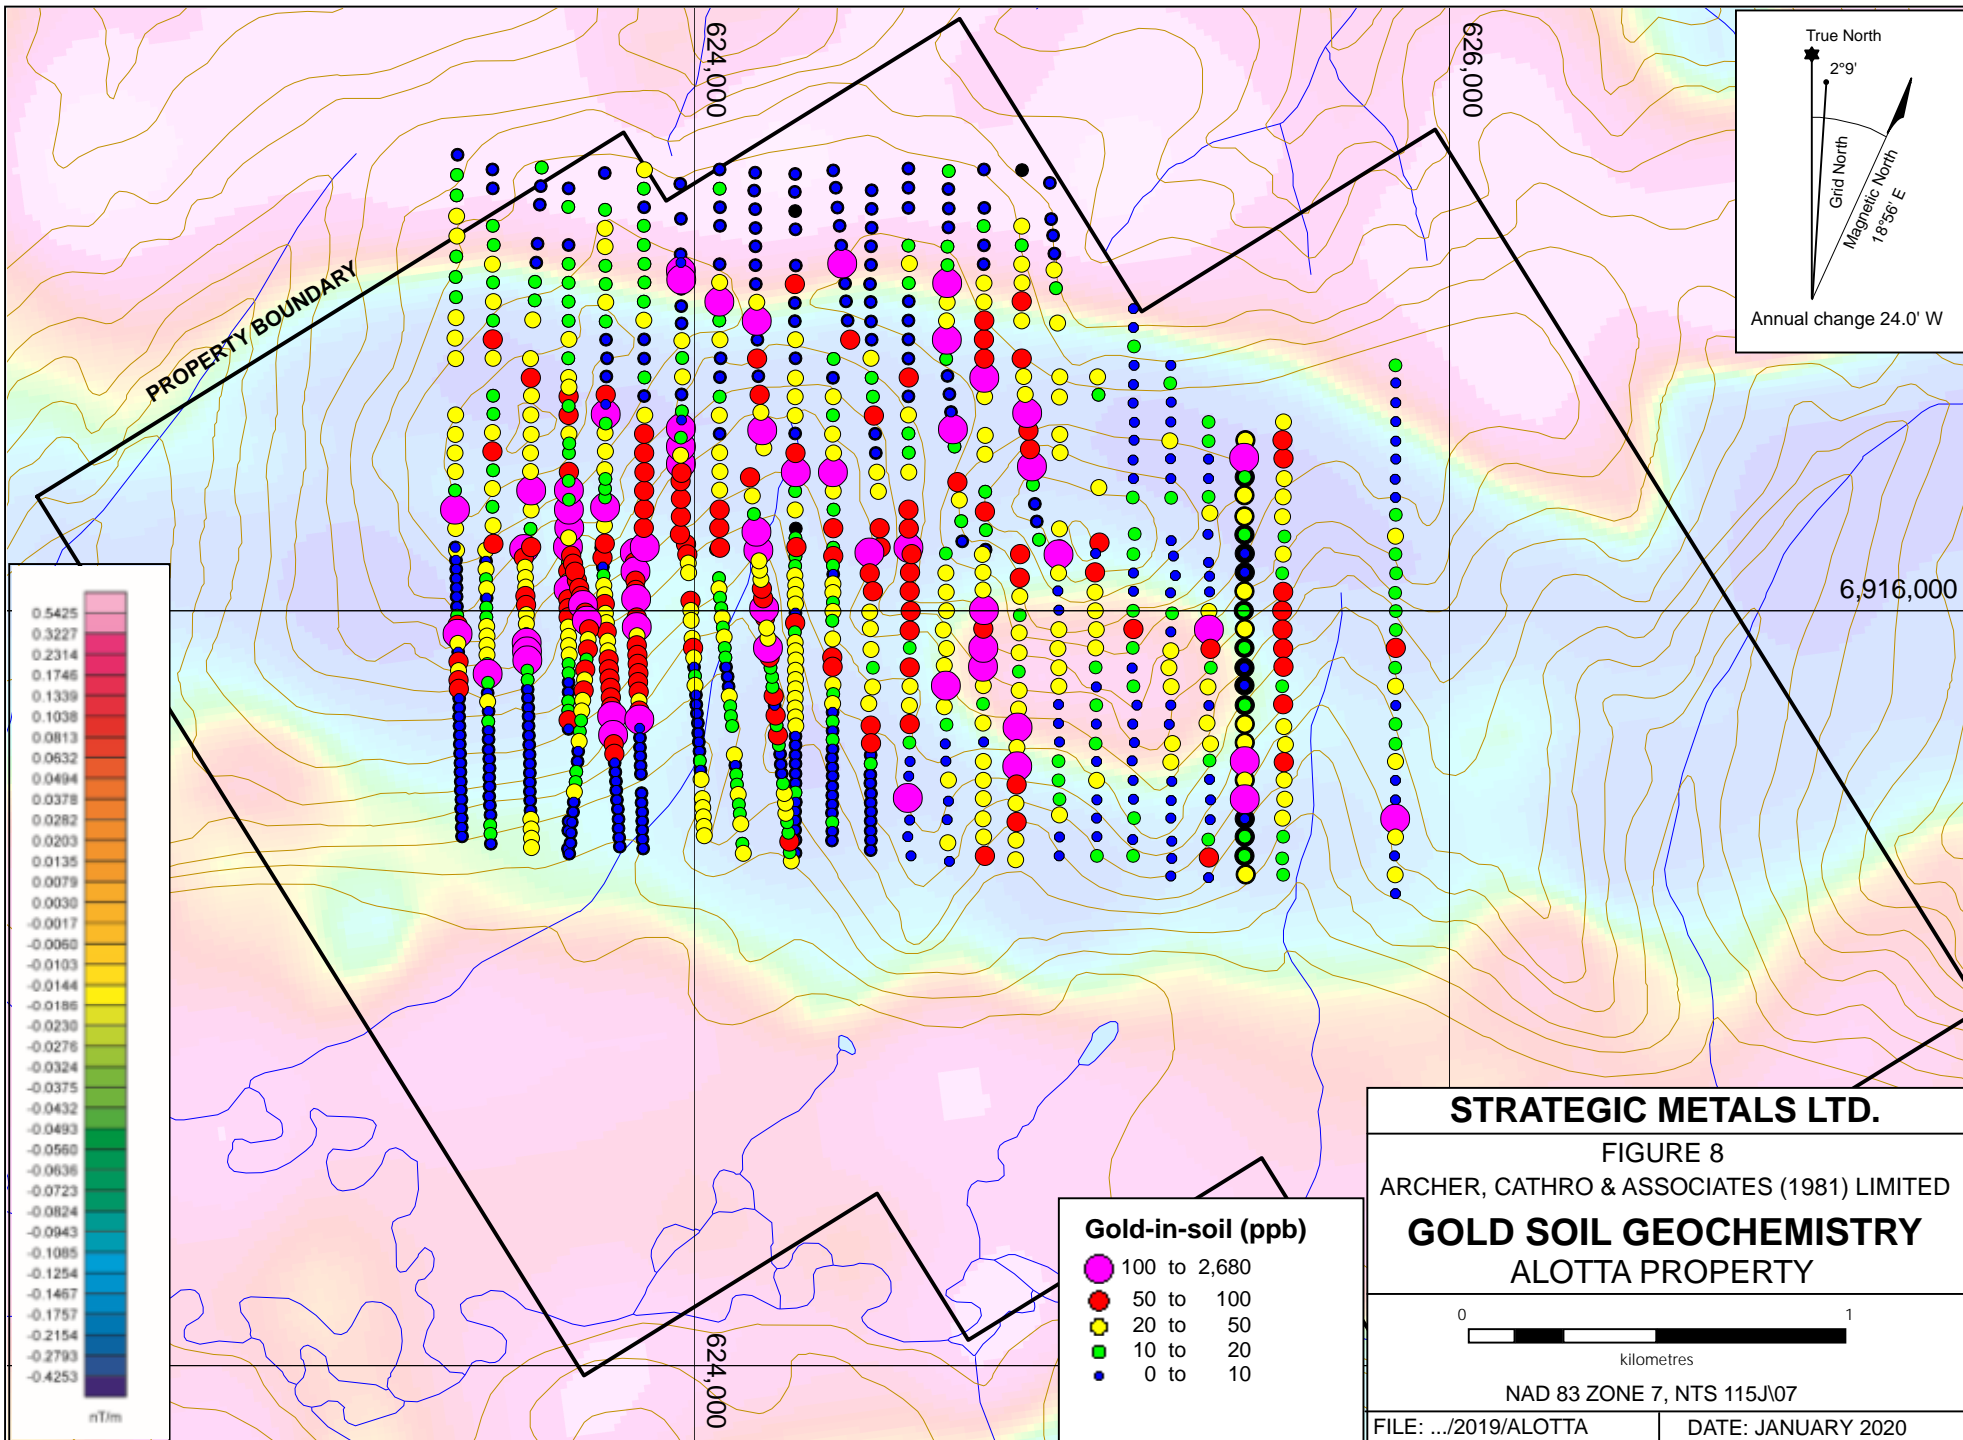 624,000
626,000
True North
2°9'
Grid North
Magnetic North
18°56' E
Annual change 24.0' W
PROPERTY BOUNDARY
6,916,000
0.5425
0.3227
0.2314
0.1746
0.1339
0.1038
0.0813
0.0632
0.0494
0.0378
0.0282
0.0203
0.0135
0.0079
0.0030
-0.0017
-0.0060
-0.0103
-0.0144
-0.0186
-0.0230
-0.0276
-0.0324
-0.0375
-0.0432
-0.0493
-0.0560
-0.0636
-0.0723
-0.0824
-0.0943
-0.1085
-0.1254
-0.1467
-0.1757
-0.2154
-0.2793
-0.4253
nT/m
624,000
Gold-in-soil (ppb)
100 to 2,680
50 to 100
20 to 50
10 to 20
0 to 10
STRATEGIC METALS LTD.
FIGURE 8
ARCHER, CATHRO & ASSOCIATES (1981) LIMITED
GOLD SOIL GEOCHEMISTRY
ALOTTA PROPERTY
0 1
kilometres
NAD 83 ZONE 7, NTS 115J\07
FILE: .../2019/ALOTTA
DATE: JANUARY 2020